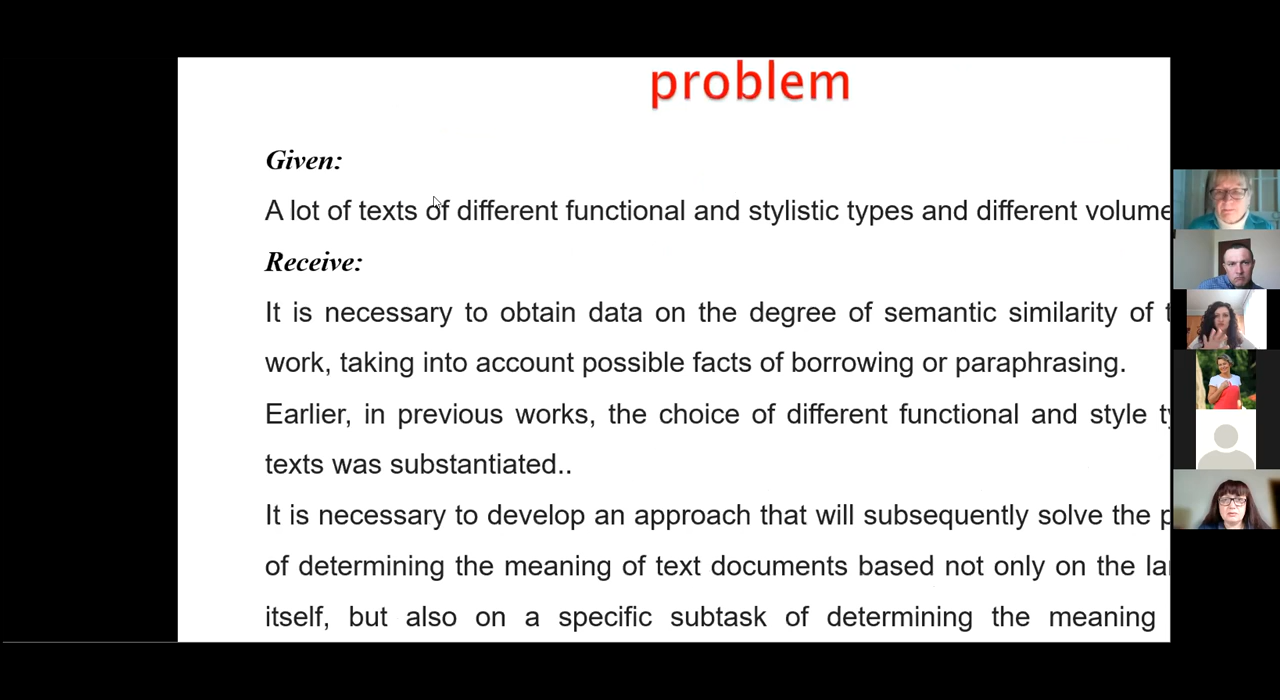 problem
Given:
A lot of texts of different functional and stylistic types and different volume
Receive:
It is necessary to obtain data on the degree of semantic similarity of
work, taking into account possible facts of borrowing or paraphrasing.
Earlier, in previous works, the choice of different functional and style
texts was substantiated..
It is necessary to develop an approach that will subsequently solve the
of determining the meaning of text documents based not only on the
itself, but also on a specific subtask of determining the meaning